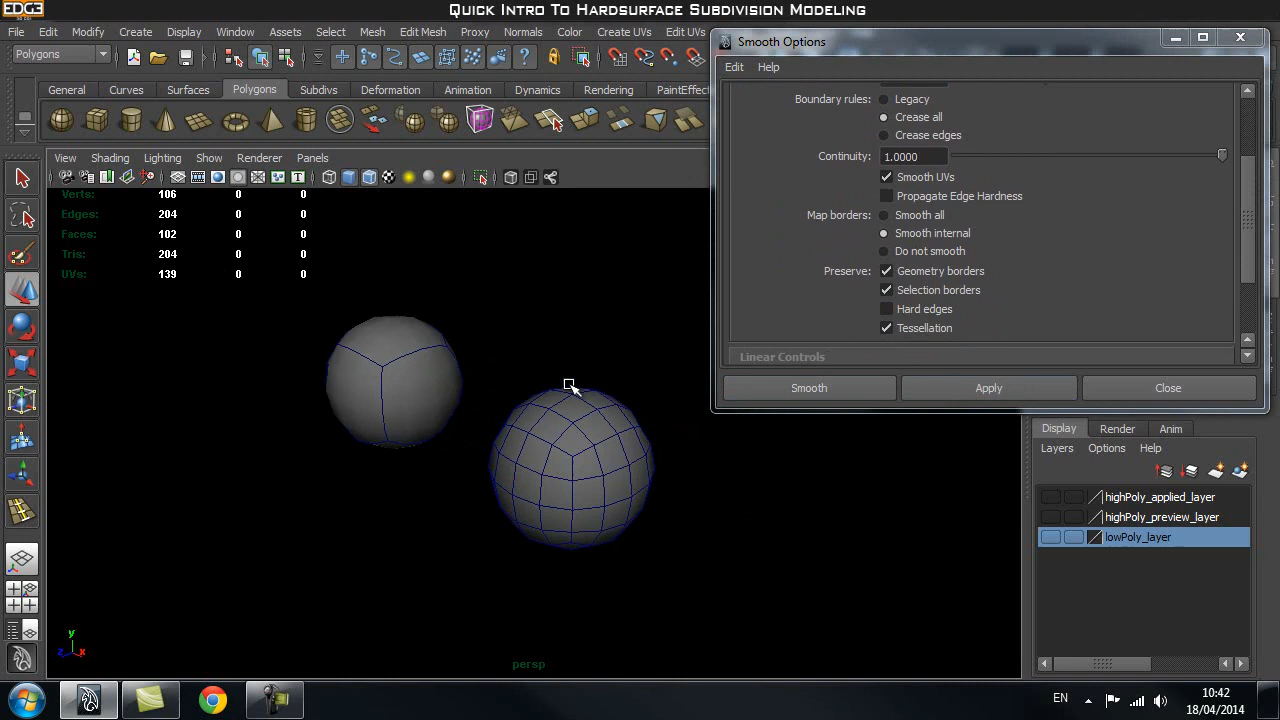 EDGE
Quick Intro To Hardsurface Subdivision Modeling
File Edit Modify Create Display Window Assets Select Mesh Edit Mesh Proxy Normals Color Create UVs Edit UVs
Smooth Options
Polygons
Edit Help
General Curves Surfaces Polygons Subdivs Deformation Animation Dynamics Rendering PaintEffect
Boundary rules: Legacy
Crease all
Crease edges
Continuity: 1.0000
Smooth UVs
Propagate Edge Hardness
Map borders: Smooth all
Smooth internal
Do not smooth
Preserve: Geometry borders
Selection borders
Hard edges
Tessellation
Linear Controls
Smooth Apply Close
View Shading Lighting Show Renderer Panels
Verts: 106 0 0
Edges: 204 0 0
Faces: 102 0 0
Tris: 204 0 0
UVs: 139 0 0
Display Render Anim
Layers Options Help
highPoly_applied_layer
highPoly_preview_layer
lowPoly_layer
y
z x
persp
EN
10:42
18/04/2014